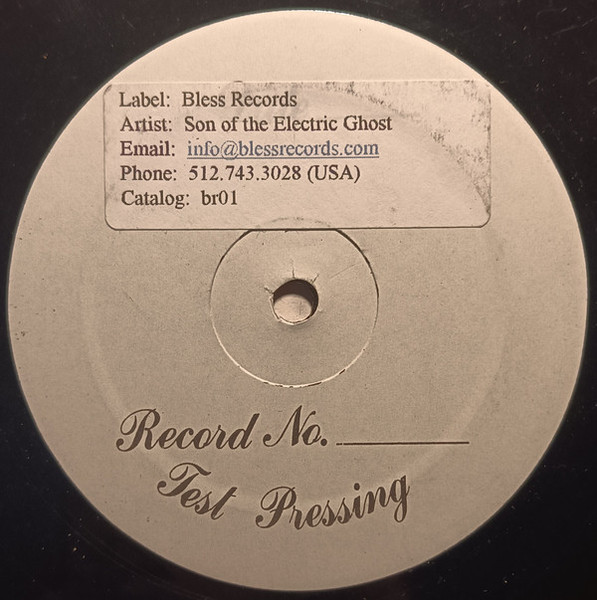 Label: Bless Records
Artist: Son of the Electric Ghost
Email: info@blessrecords.com
Phone: 512.743.3028 (USA)
Catalog: br01
Record No.
Test Pressing